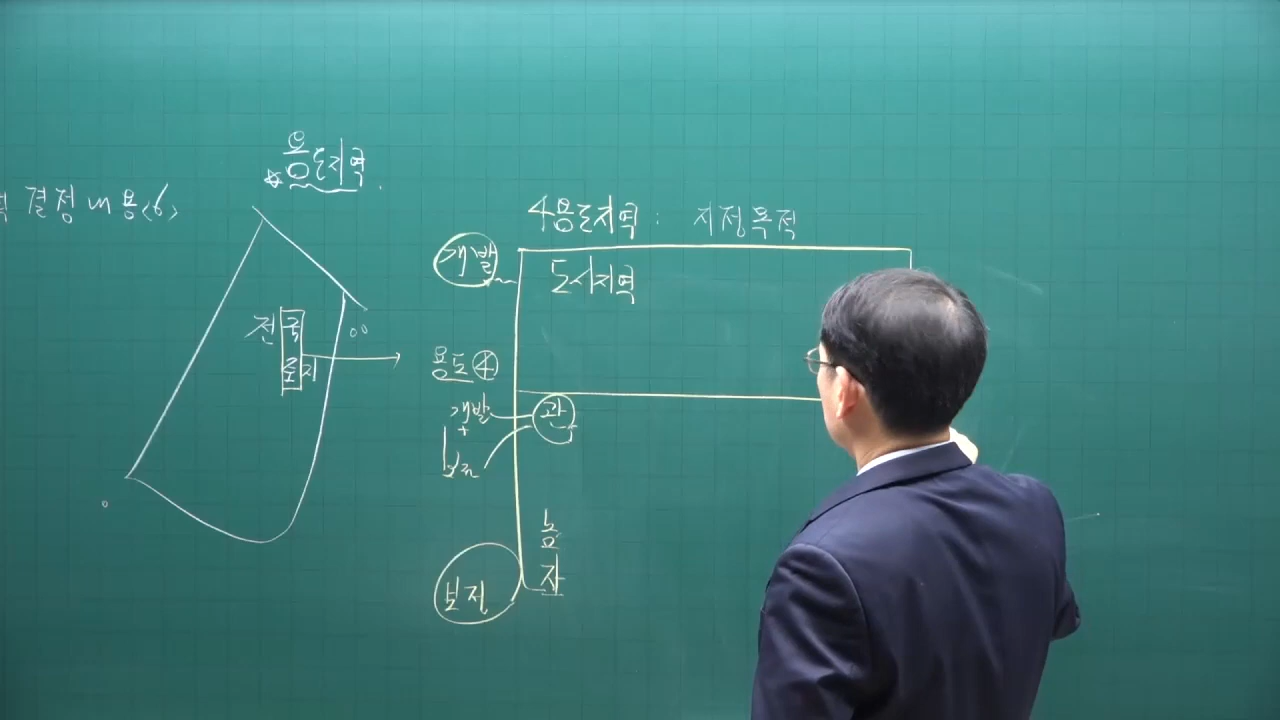 용도지역
결정내용<6>
4용도지역: 지정목적
개발
도시지역
전국
토지
용도④
개발
관
+
보전
농
자
보전